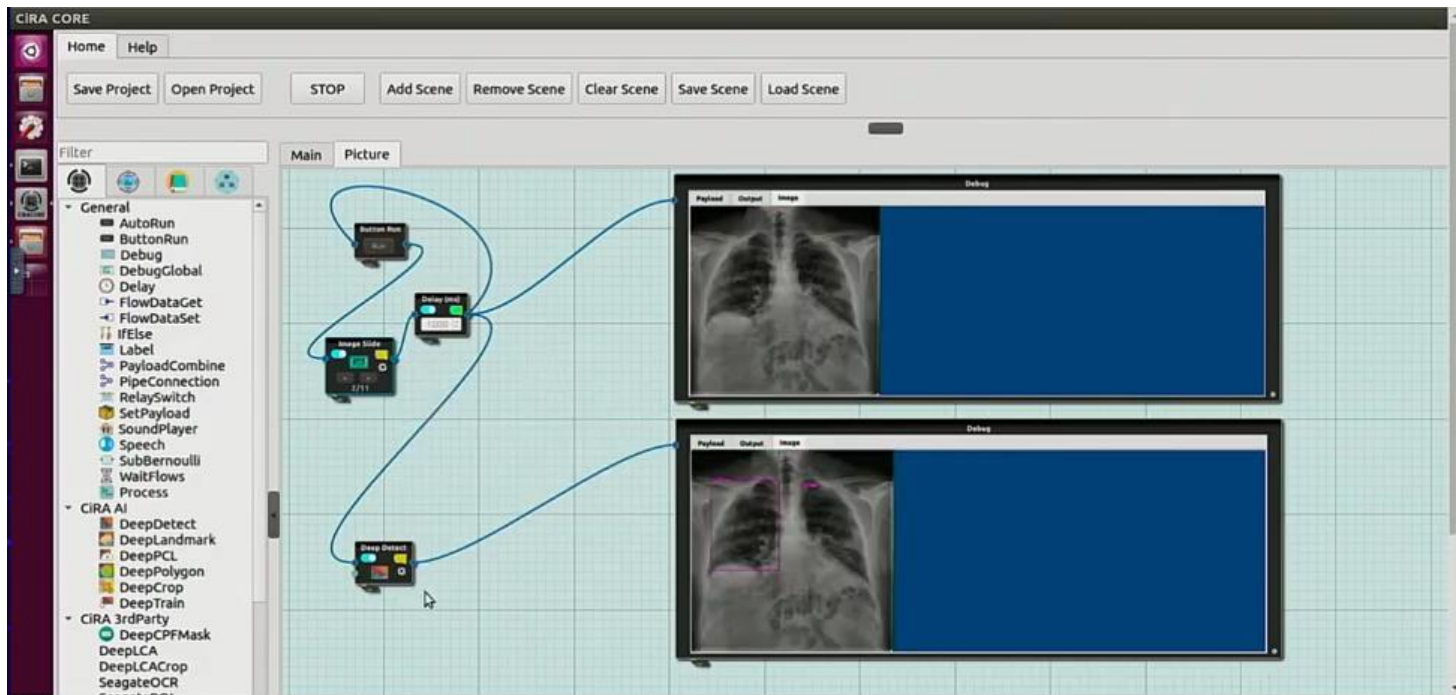 CiRA CORE
Home Help
Save Project Open Project STOP Add Scene Remove Scene Clear Scene Save Scene Load Scene
Filter
Main Picture
General
AutoRun
ButtonRun
Debug
DebugGlobal
Delay
FlowDataGet
FlowDataSet
IfElse
Label
PayloadCombine
PipeConnection
RelaySwitch
SetPayload
SoundPlayer
Speech
SubBernoulli
WaitFlows
Process
CiRA AI
DeepDetect
DeepLandmark
DeepPCL
DeepPolygon
DeepCrop
DeepTrain
CiRA 3rdParty
DeepCPFMask
DeepLCA
DeepLCACrop
SeagateOCR
Button Run
Run
Delay (ms)
Image Slide
Deep Detect
Debug
Payload Output Image
Debug
Payload Output Image